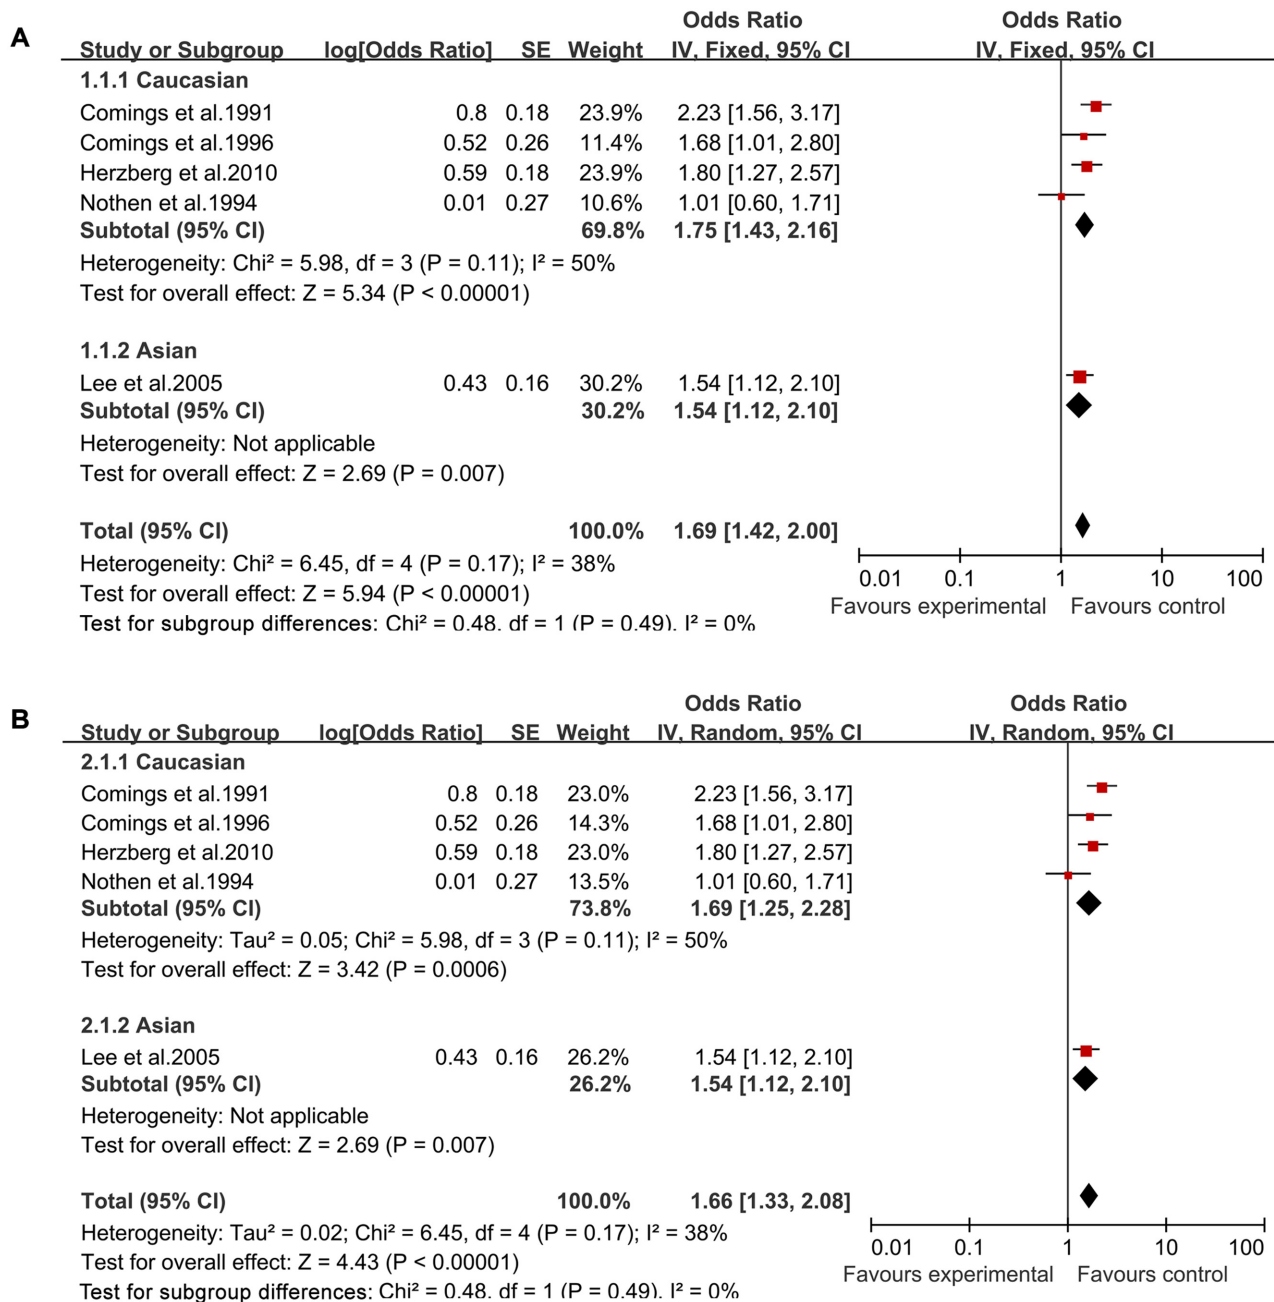 A
Odds Ratio Odds Ratio
Study or Subgroup log[Odds Ratio] SE Weight IV, Fixed, 95% CI IV, Fixed, 95% CI
1.1.1 Caucasian
Comings et al.1991 0.8 0.18 23.9% 2.23 [1.56, 3.17]
Comings et al.1996 0.52 0.26 11.4% 1.68 [1.01, 2.80]
Herzberg et al.2010 0.59 0.18 23.9% 1.80 [1.27, 2.57]
Nothen et al.1994 0.01 0.27 10.6% 1.01 [0.60, 1.71]
Subtotal (95% CI) 69.8% 1.75 [1.43, 2.16]
Heterogeneity: Chi² = 5.98, df = 3 (P = 0.11); I² = 50%
Test for overall effect: Z = 5.34 (P < 0.00001)
1.1.2 Asian
Lee et al.2005 0.43 0.16 30.2% 1.54 [1.12, 2.10]
Subtotal (95% CI) 30.2% 1.54 [1.12, 2.10]
Heterogeneity: Not applicable
Test for overall effect: Z = 2.69 (P = 0.007)
Total (95% CI) 100.0% 1.69 [1.42, 2.00]
Heterogeneity: Chi² = 6.45, df = 4 (P = 0.17); I² = 38%
Test for overall effect: Z = 5.94 (P < 0.00001)
Test for subgroup differences: Chi² = 0.48, df = 1 (P = 0.49), I² = 0%
0.01 0.1 1 10 100
Favours experimental Favours control
B
Odds Ratio Odds Ratio
Study or Subgroup log[Odds Ratio] SE Weight IV, Random, 95% CI IV, Random, 95% CI
2.1.1 Caucasian
Comings et al.1991 0.8 0.18 23.0% 2.23 [1.56, 3.17]
Comings et al.1996 0.52 0.26 14.3% 1.68 [1.01, 2.80]
Herzberg et al.2010 0.59 0.18 23.0% 1.80 [1.27, 2.57]
Nothen et al.1994 0.01 0.27 13.5% 1.01 [0.60, 1.71]
Subtotal (95% CI) 73.8% 1.69 [1.25, 2.28]
Heterogeneity: Tau² = 0.05; Chi² = 5.98, df = 3 (P = 0.11); I² = 50%
Test for overall effect: Z = 3.42 (P = 0.0006)
2.1.2 Asian
Lee et al.2005 0.43 0.16 26.2% 1.54 [1.12, 2.10]
Subtotal (95% CI) 26.2% 1.54 [1.12, 2.10]
Heterogeneity: Not applicable
Test for overall effect: Z = 2.69 (P = 0.007)
Total (95% CI) 100.0% 1.66 [1.33, 2.08]
Heterogeneity: Tau² = 0.02; Chi² = 6.45, df = 4 (P = 0.17); I² = 38%
Test for overall effect: Z = 4.43 (P < 0.00001)
Test for subgroup differences: Chi² = 0.48, df = 1 (P = 0.49), I² = 0%
0.01 0.1 1 10 100
Favours experimental Favours control